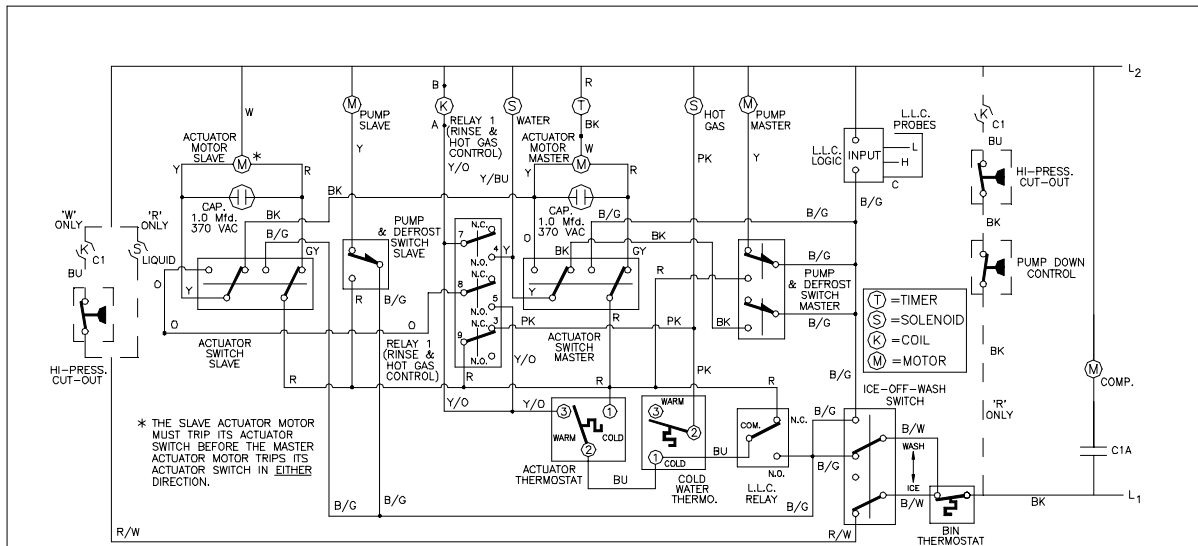 L2
B
R
W
M
PUMP
SLAVE
K
RELAY 1
(RINSE &
HOT GAS
CONTROL)
A
S
WATER
T
BK
S
HOT
GAS
M
PUMP
MASTER
L.L.C.
PROBES
L
H
C
L.L.C.
LOGIC
INPUT
K
C1
BU
HI-PRESS.
CUT-OUT
BK
ACTUATOR
MOTOR
SLAVE
M
*
Y
R
Y
Y/O
Y/BU
ACTUATOR
MOTOR
MASTER
W
M
Y
R
PK
Y
B/G
CAP.
1.0 Mfd.
370 VAC
BK
B/G
GY
BK
CAP.
1.0 Mfd.
370 VAC
B/G
BK
GY
'W'
ONLY
'R'
ONLY
K
C1
S
LIQUID
BU
O
O
Y
PUMP
& DEFROST
SWITCH
SLAVE
R
B/G
N.C.
7
4
N.O.
Y
N.C.
8
5
N.O.
N.C.
3
9
N.O.
O
Y
R
B/G
PUMP
& DEFROST
SWITCH
MASTER
BK
B/G
PUMP DOWN
CONTROL
T =TIMER
S =SOLENOID
K =COIL
M =MOTOR
HI-PRESS.
CUT-OUT
O
O
ACTUATOR
SWITCH
SLAVE
RELAY 1
(RINSE &
HOT GAS
CONTROL)
PK
Y/O
ACTUATOR
SWITCH
MASTER
PK
R
R
R
R
R
B/G
BK
M
COMP.
* THE SLAVE ACTUATOR MOTOR
MUST TRIP ITS ACTUATOR
SWITCH BEFORE THE MASTER
ACTUATOR MOTOR TRIPS ITS
ACTUATOR SWITCH IN EITHER
DIRECTION.
Y/O
Y/O
3
1
WARM
COLD
2
ACTUATOR
THERMOSTAT
BU
WARM
3
2
1
COLD
COLD
WATER
THERMO.
BU
COM.
N.C.
N.O.
L.L.C.
RELAY
B/G
B/G
ICE-OFF-WASH
SWITCH
B/W
WASH
ICE
B/W
'R'
ONLY
C1A
B/G
B/G
B/G
R/W
R/W
BIN
THERMOSTAT
BK
L1